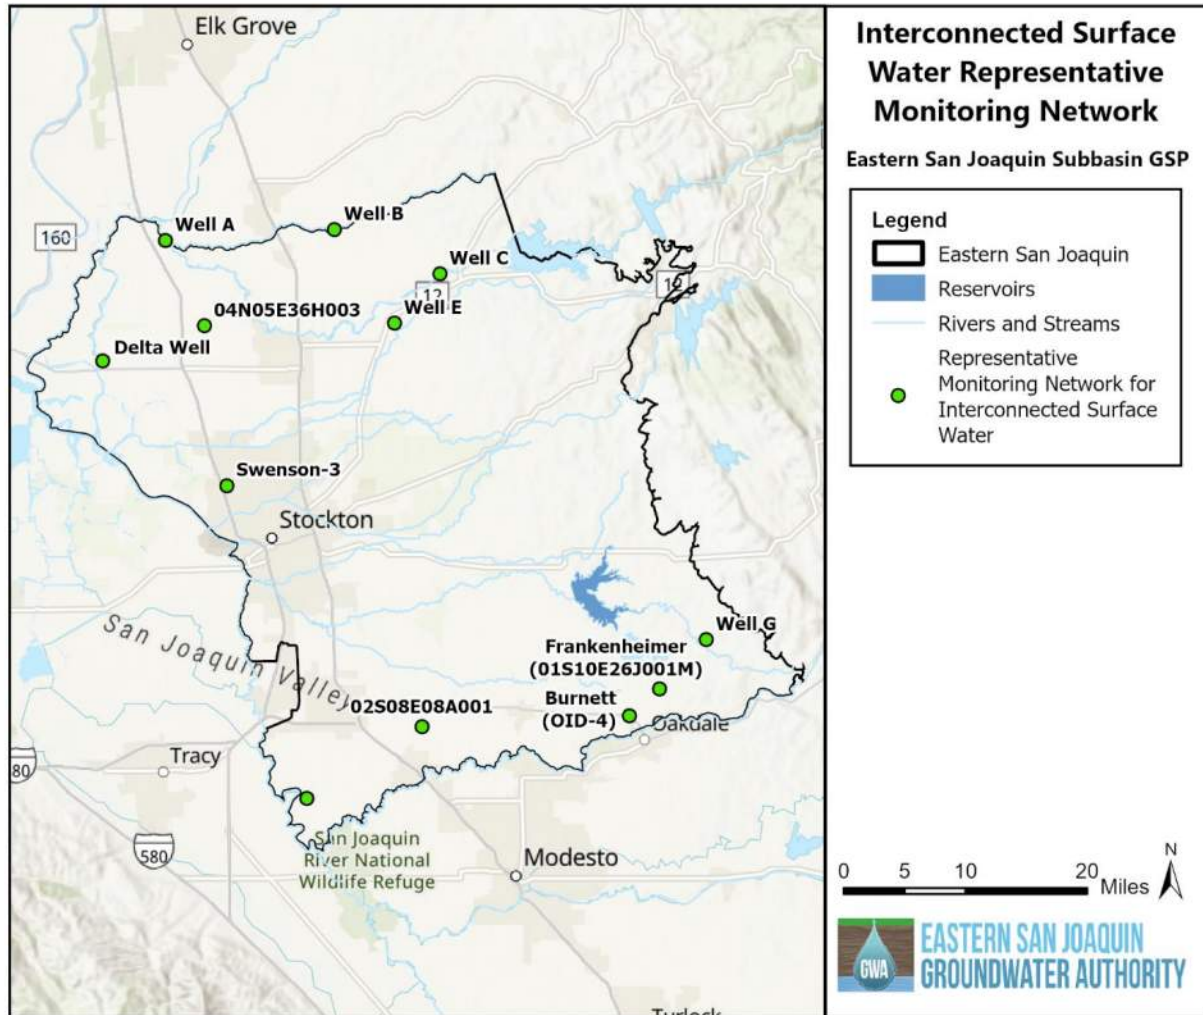 Elk Grove
160
Well A
Well B
Well C
12
12
Well E
04N05E36H003
Delta Well
Swenson-3
Stockton
San Joaquin Valley
Well G
Frankenheimer
(01S10E26J001M)
Burnett
(OID-4)
Oakdale
02S08E08A001
Tracy
80
580
San Joaquin
River National
Wildlife Refuge
Modesto
Turlock
Interconnected Surface
Water Representative
Monitoring Network
Eastern San Joaquin Subbasin GSP
Legend
Eastern San Joaquin
Reservoirs
Rivers and Streams
Representative
Monitoring Network for
Interconnected Surface
Water
N
0 5 10 20 Miles
GWA
EASTERN SAN JOAQUIN
GROUNDWATER AUTHORITY